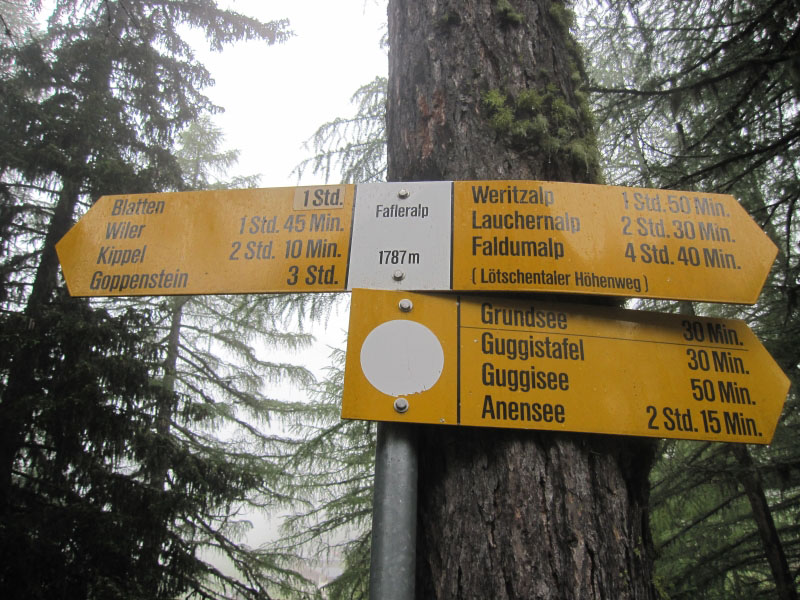 Blatten 1 Std.
Wiler 1 Std. 45 Min.
Kippel 2 Std. 10 Min.
Goppenstein 3 Std.
Fafleralp
1787 m
Weritzalp 1 Std. 50 Min.
Lauchernalp 2 Std. 30 Min.
Faldumalp 4 Std. 40 Min.
(Lötschentaler Höhenweg)
Grundsee 30 Min.
Guggistafel 30 Min.
Guggisee 50 Min.
Anensee 2 Std. 15 Min.